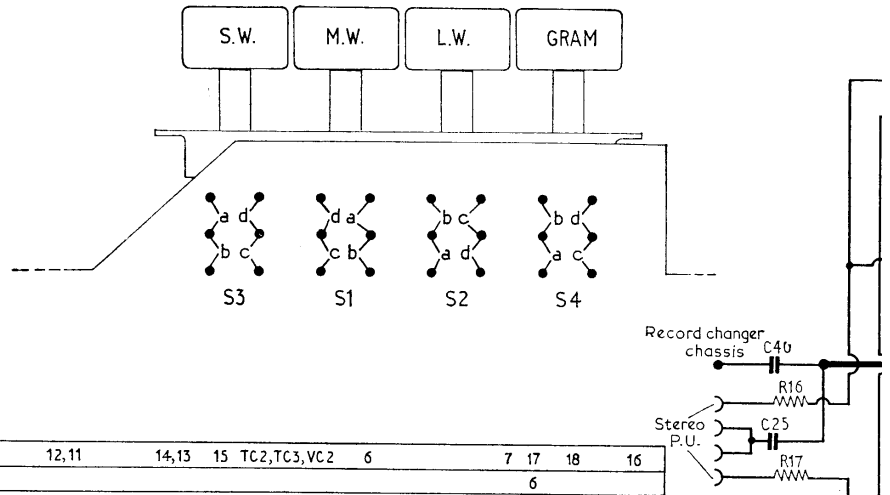 S.W. M.W. L.W. GRAM
a d d a b c b d
b c c b a d a c
S3 S1 S2 S4
Record changer
chassis
C40
R16
Stereo
P.U.
C25
R17
12,11 14,13 15 TC2,TC3,VC2 6 7 17 18 16
6